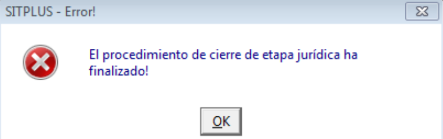 SITPLUS - Error!
El procedimiento de cierre de etapa jurídica ha
finalizado!
OK